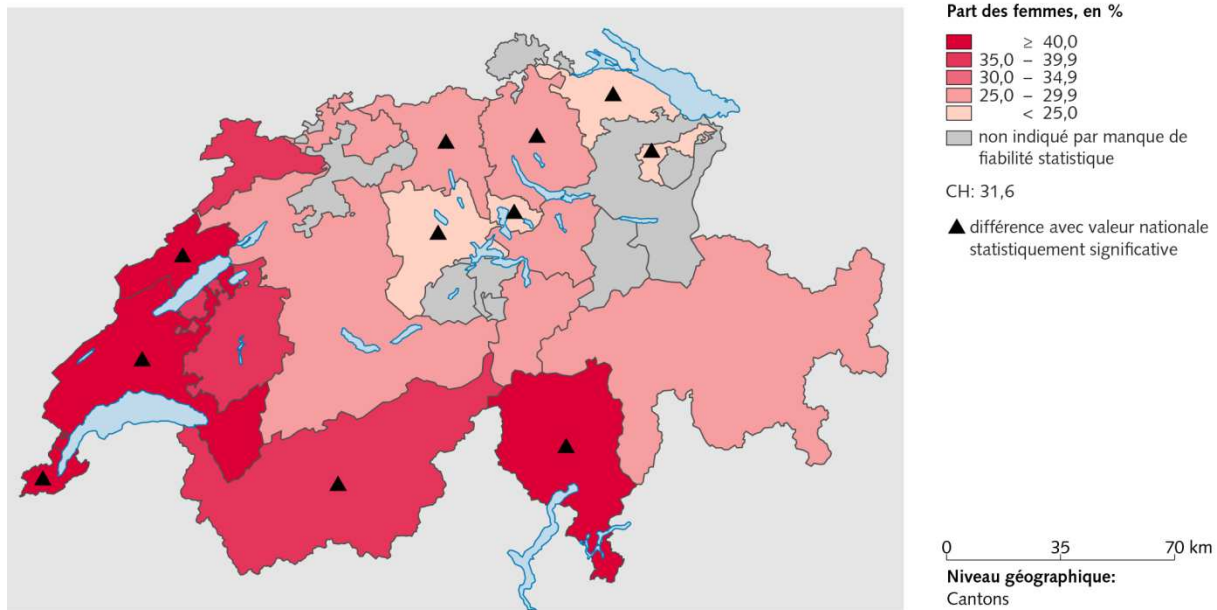 Part des femmes, en %
≥ 40,0
35,0 – 39,9
30,0 – 34,9
25,0 – 29,9
< 25,0
non indiqué par manque de
fiabilité statistique
CH: 31,6
différence avec valeur nationale
statistiquement significative
0 35 70 km
Niveau géographique:
Cantons